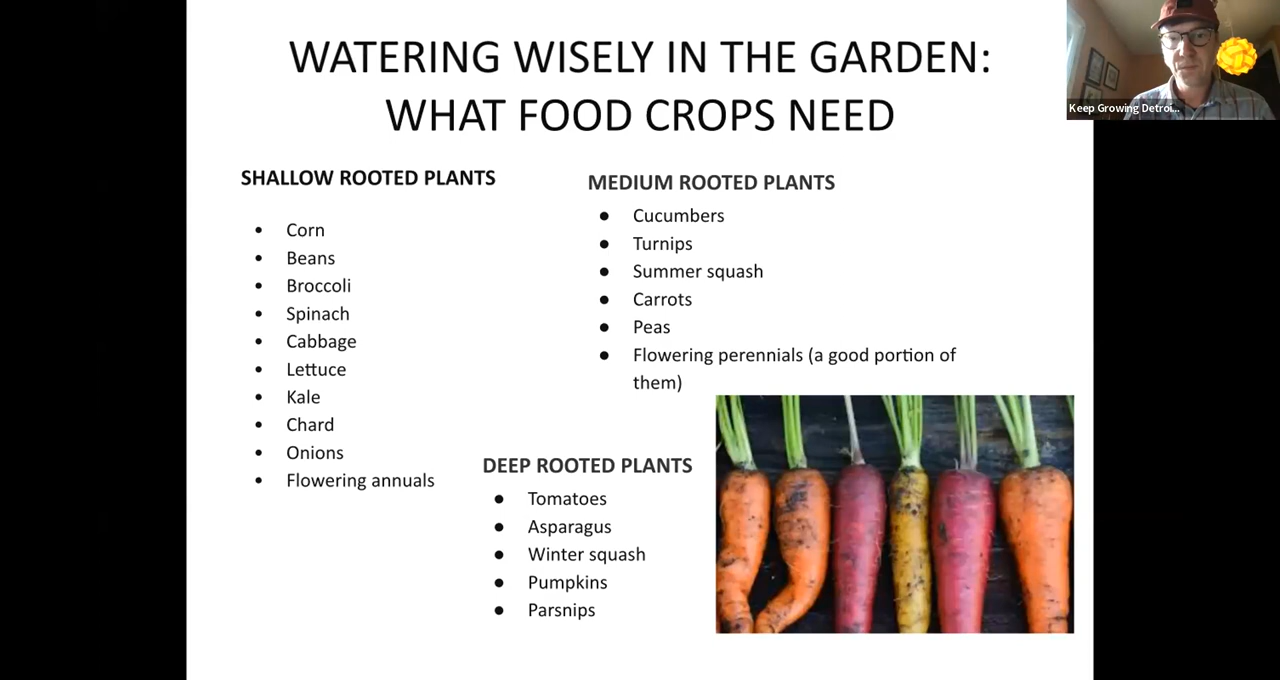 WATERING WISELY IN THE GARDEN:
WHAT FOOD CROPS NEED
Keep Growing Detroi...
SHALLOW ROOTED PLANTS
• Corn
• Beans
• Broccoli
• Spinach
• Cabbage
• Lettuce
• Kale
• Chard
• Onions
• Flowering annuals
MEDIUM ROOTED PLANTS
● Cucumbers
● Turnips
● Summer squash
● Carrots
● Peas
● Flowering perennials (a good portion of
them)
DEEP ROOTED PLANTS
● Tomatoes
● Asparagus
● Winter squash
● Pumpkins
● Parsnips